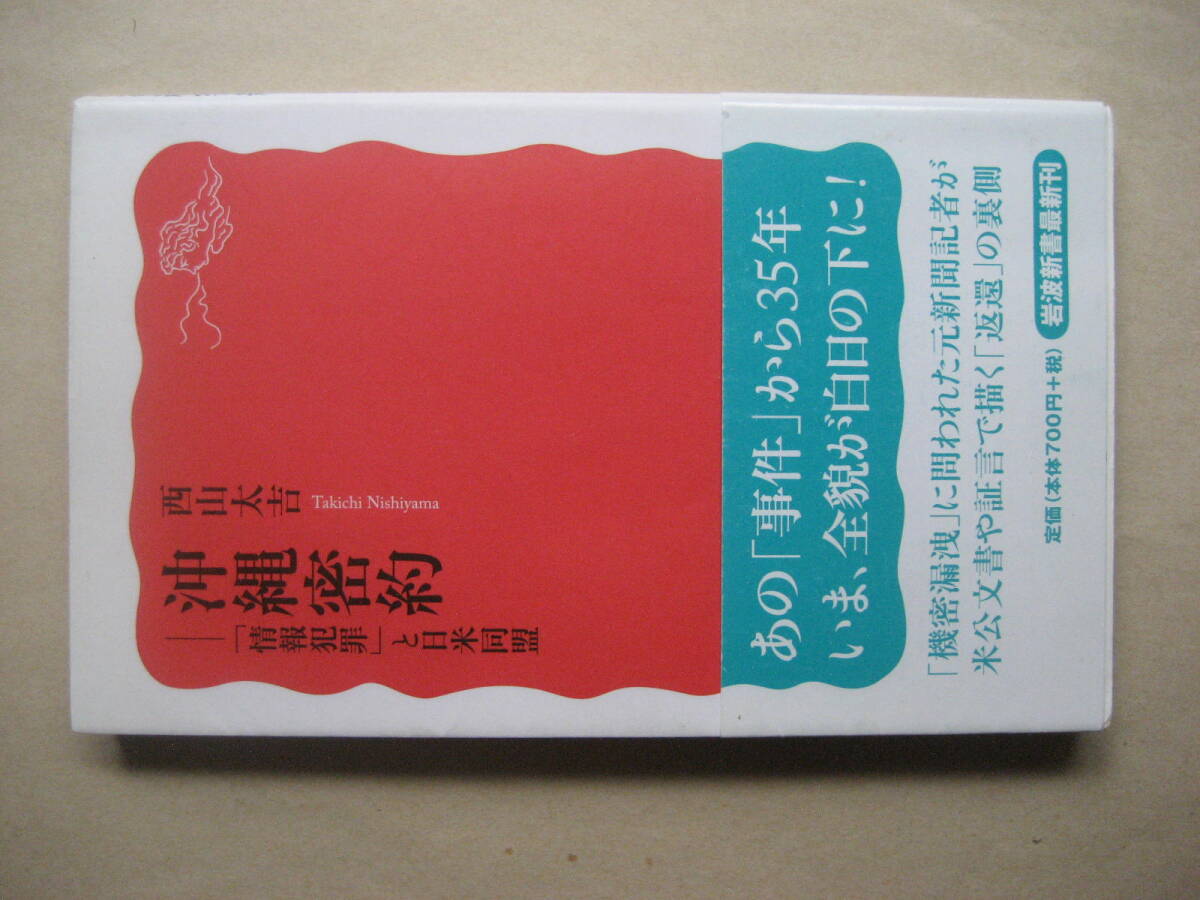 西山太吉
Takichi Nishiyama
沖縄密約
――「情報犯罪」と日米同盟
あの「事件」から35年
いま、全貌が白日の下に!
「機密漏洩」に問われた元新聞記者が
米公文書や証言で描く「返還」の裏側
岩波新書最新刊
定価(本体700円+税)